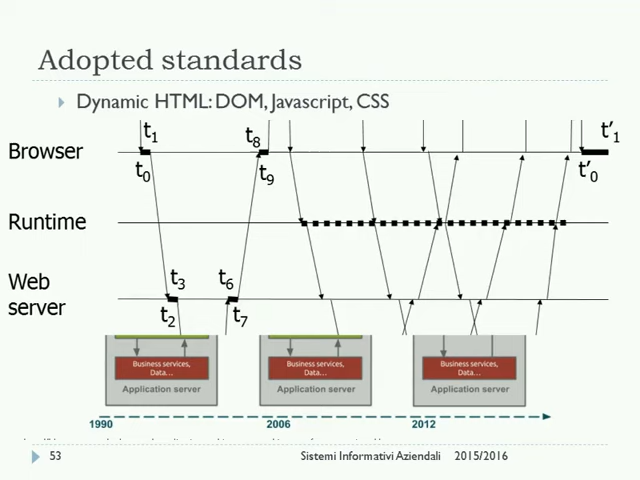 Adopted standards
Dynamic HTML: DOM, Javascript, CSS
t1
t8
t'1
Browser
t0
t9
t'0
Runtime
Web
server
t3
t6
t2
t7
Business services,
Data...
Application server
Business services,
Data...
Application server
Business services,
Data...
Application server
1990
2006
2012
53
Sistemi Informativi Aziendali
2015/2016